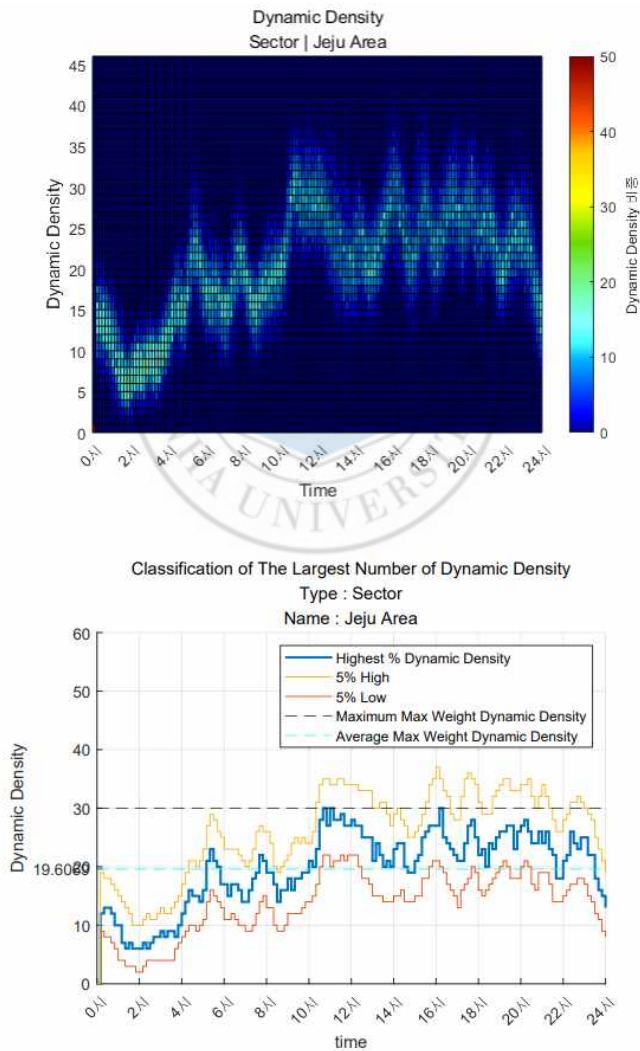 Dynamic Density
Sector | Jeju Area
45
40
35
30
25
20
15
10
5
0
Dynamic Density
0시
2시
4시
6시
8시
10시
12시
14시
16시
18시
20시
22시
24시
Time
50
40
30
20
10
0
Dynamic Density 비중
HA UNIVERSIT
Classification of The Largest Number of Dynamic Density
Type : Sector
Name : Jeju Area
60
50
40
30
20
19.6069
10
0
Dynamic Density
Highest % Dynamic Density
5% High
5% Low
Maximum Max Weight Dynamic Density
Average Max Weight Dynamic Density
0시
2시
4시
6시
8시
10시
12시
14시
16시
18시
20시
22시
24시
time